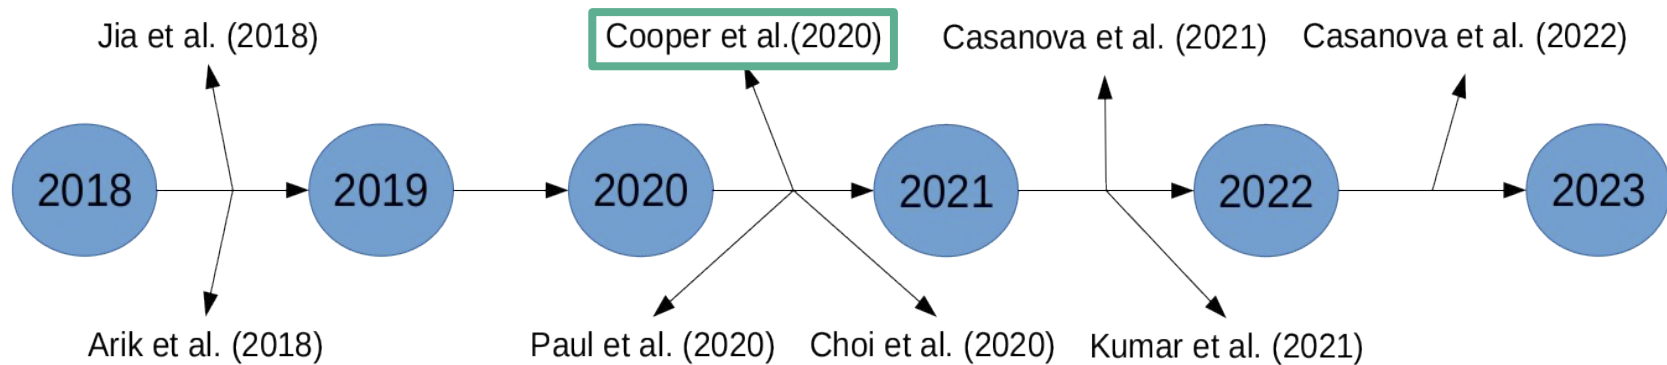 Jia et al. (2018)
Cooper et al.(2020)
Casanova et al. (2021)
Casanova et al. (2022)
2018
2019
2020
2021
2022
2023
Arik et al. (2018)
Paul et al. (2020)
Choi et al. (2020)
Kumar et al. (2021)